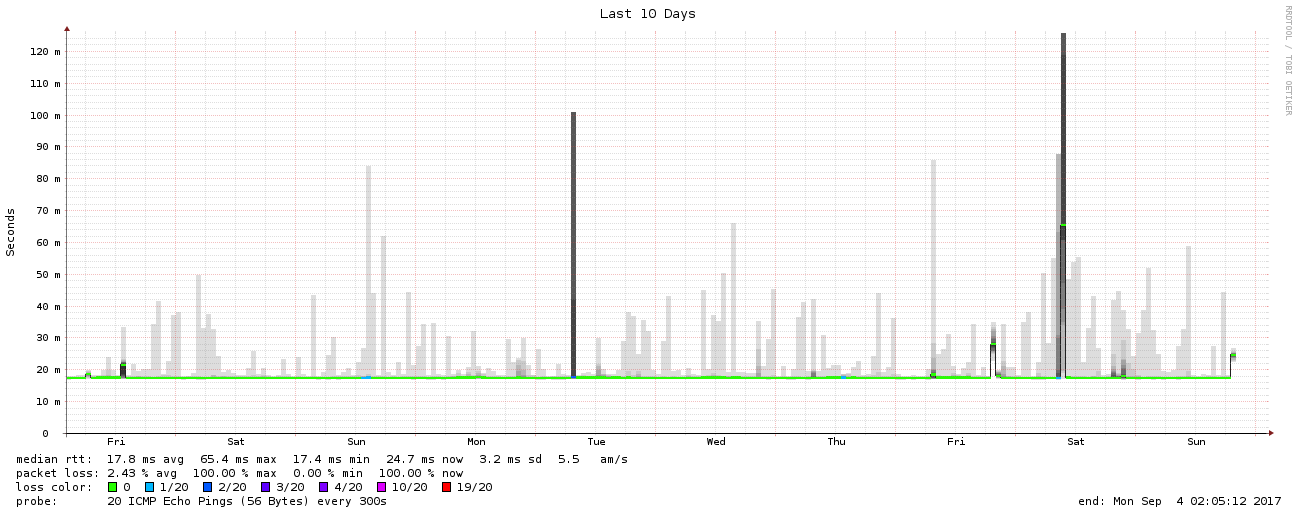 Last 10 Days
RRDTOOL / TOBI OETIKER
Seconds
120 m
110 m
100 m
90 m
80 m
70 m
60 m
50 m
40 m
30 m
20 m
10 m
0
Fri Sat Sun Mon Tue Wed Thu Fri Sat Sun
median rtt: 17.8 ms avg 65.4 ms max 17.4 ms min 24.7 ms now 3.2 ms sd 5.5 am/s
packet loss: 2.43 % avg 100.00 % max 0.00 % min 100.00 % now
loss color: 0 1/20 2/20 3/20 4/20 10/20 19/20
probe: 20 ICMP Echo Pings (56 Bytes) every 300s end: Mon Sep 4 02:05:12 2017